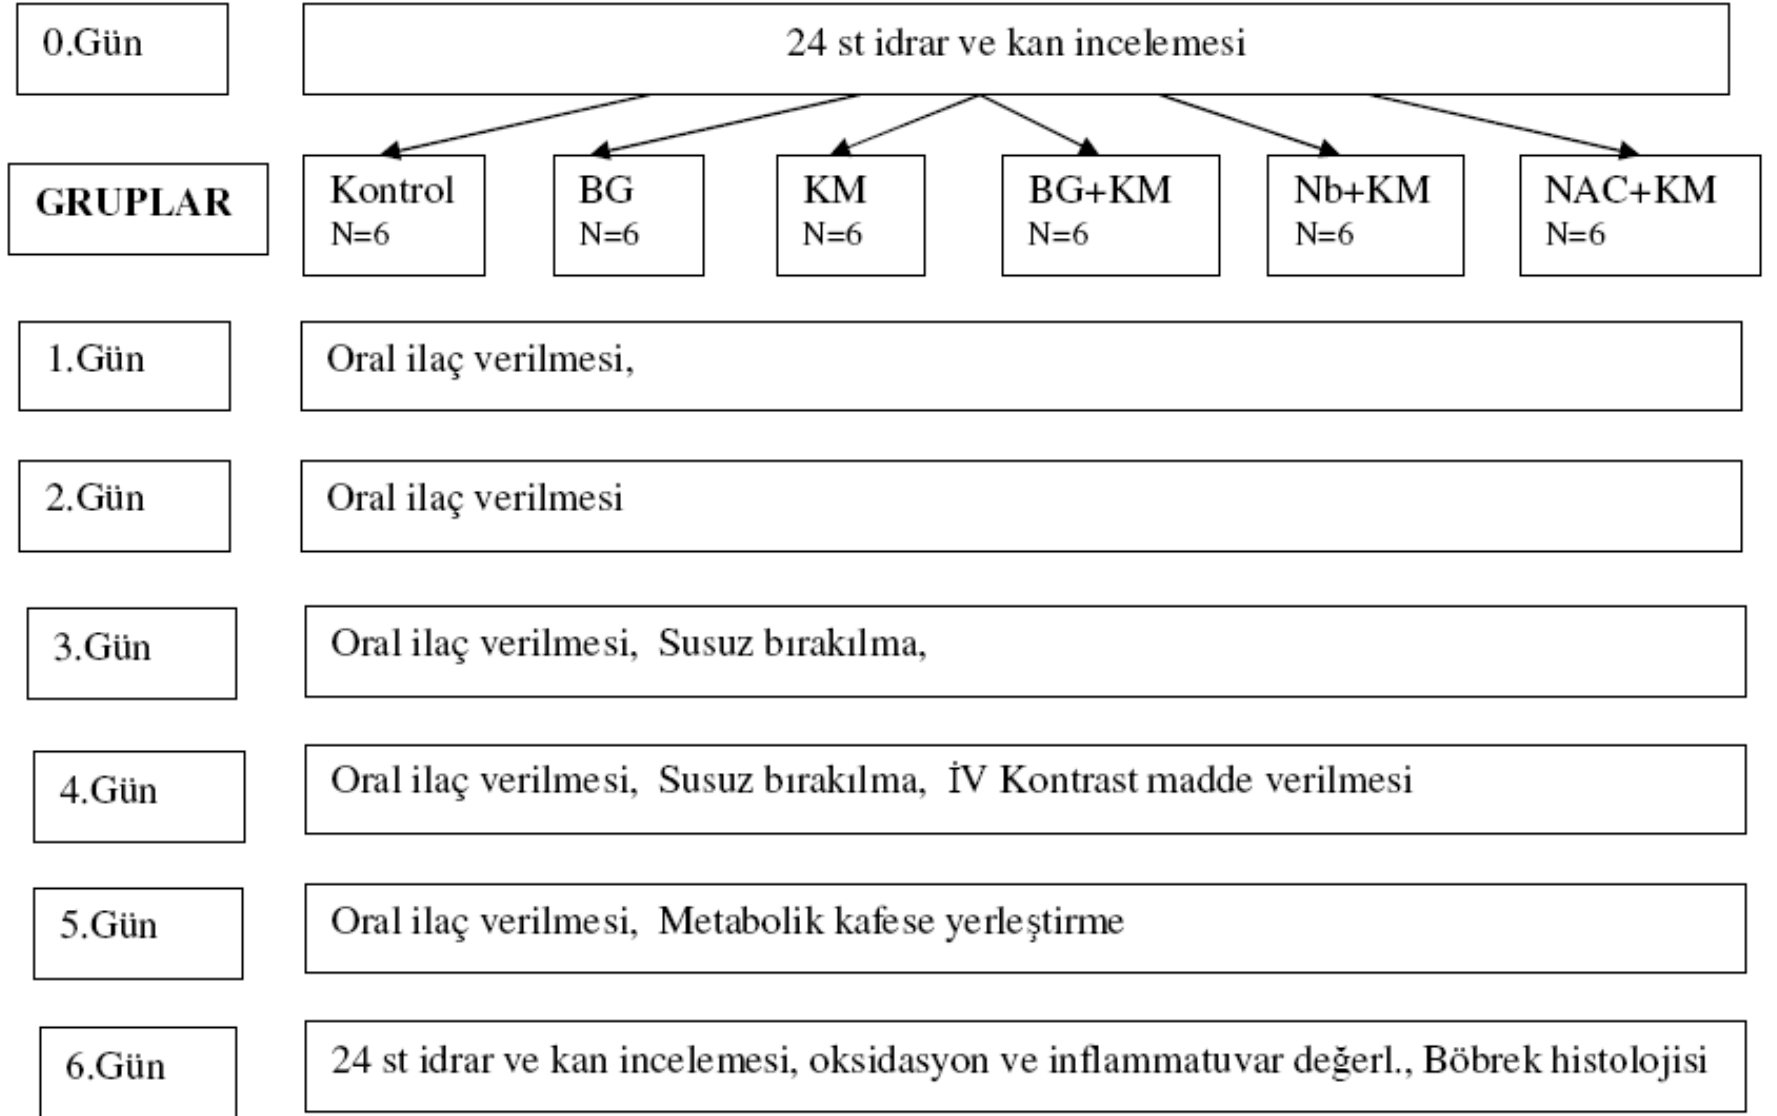 0.Gün
24 st idrar ve kan incelemesi
GRUPLAR
Kontrol
N=6
BG
N=6
KM
N=6
BG+KM
N=6
Nb+KM
N=6
NAC+KM
N=6
1.Gün
Oral ilaç verilmesi,
2.Gün
Oral ilaç verilmesi
3.Gün
Oral ilaç verilmesi, Susuz bırakılma,
4.Gün
Oral ilaç verilmesi, Susuz bırakılma, İV Kontrast madde verilmesi
5.Gün
Oral ilaç verilmesi, Metabolik kafese yerleştirme
6.Gün
24 st idrar ve kan incelemesi, oksidasyon ve inflammatuvar değerl., Böbrek histolojisi